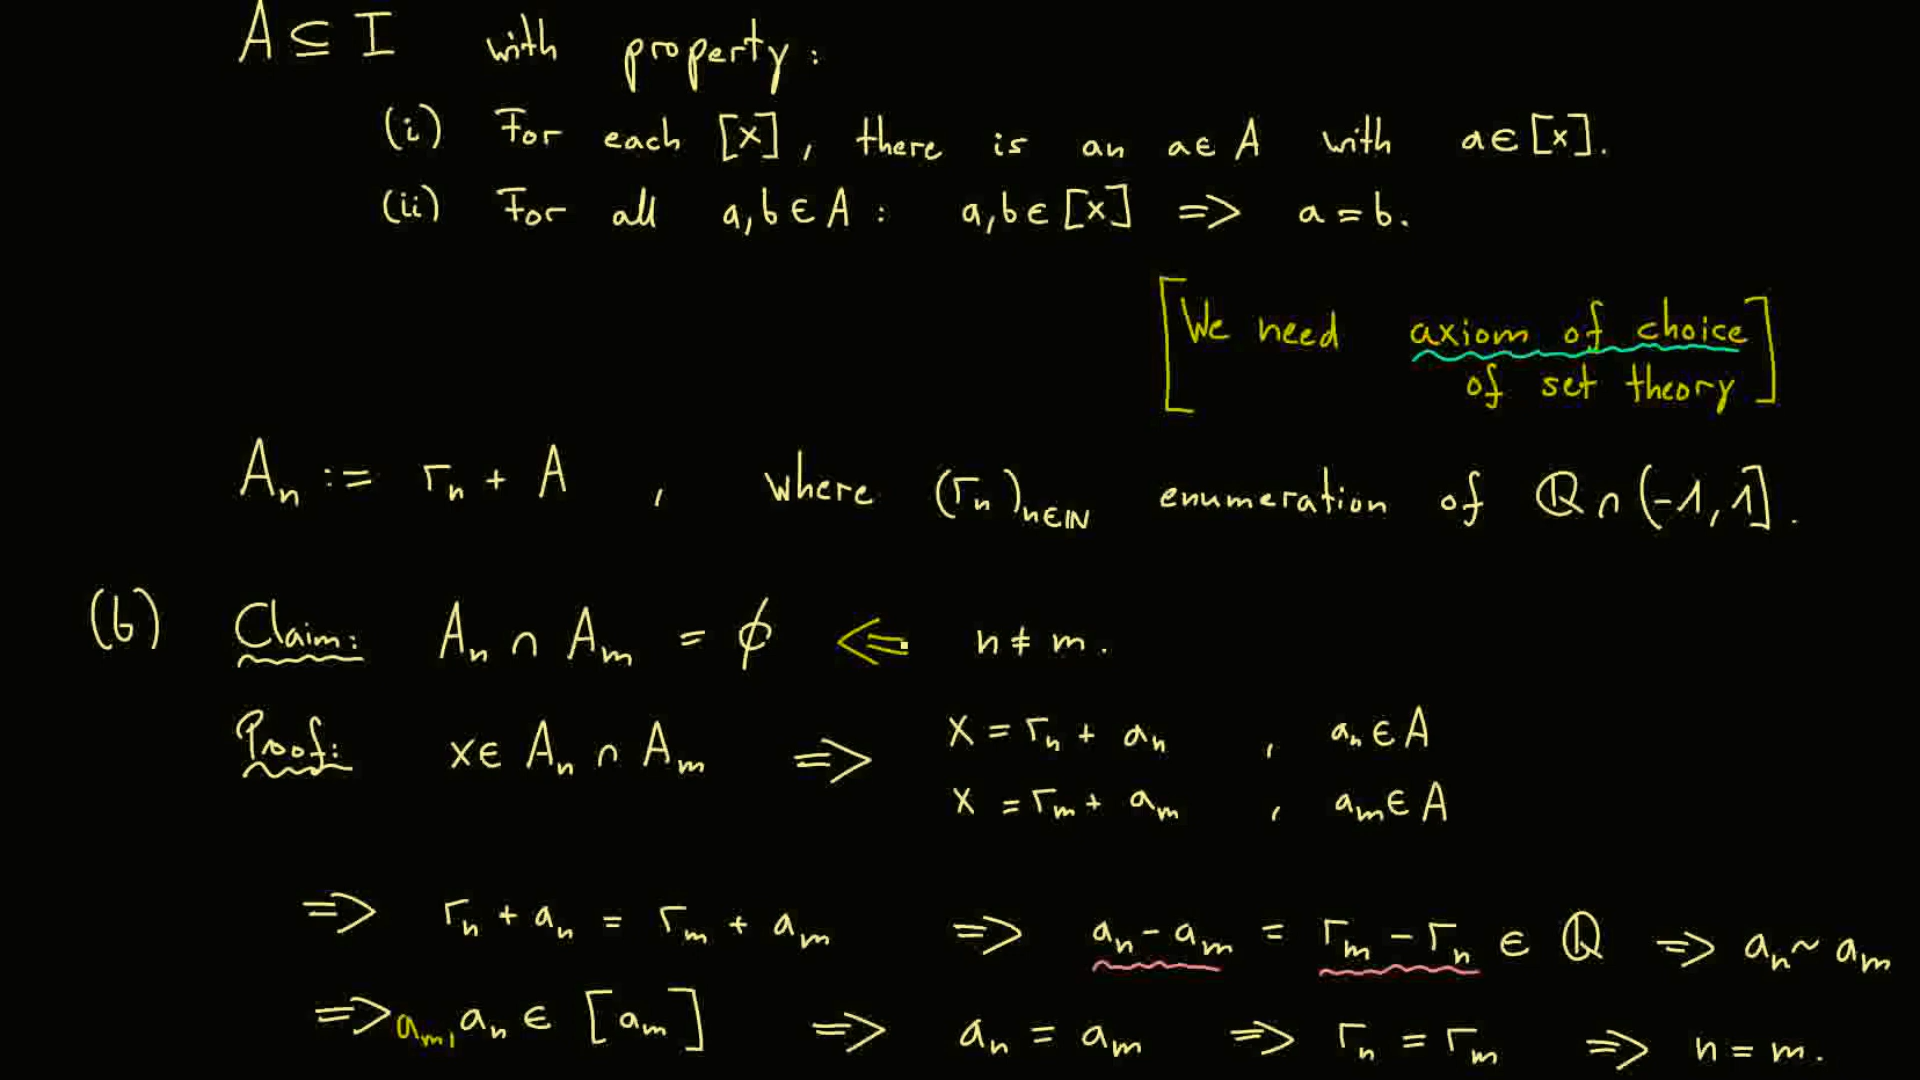 A ⊆ I with property:
(i) For each [x], there is an a ∈ A with a ∈ [x].
(ii) For all a, b ∈ A : a, b ∈ [x] ⇒ a = b.
[We need axiom of choice
of set theory]
Aₙ := rₙ + A , where (rₙ)ₙ∈ℕ enumeration of ℚ ∩ (-1, 1].
(b) Claim: Aₙ ∩ Aₘ = ∅ ⇐ n ≠ m.
Proof: x ∈ Aₙ ∩ Aₘ ⇒ x = rₙ + aₙ , aₙ ∈ A
x = rₘ + aₘ , aₘ ∈ A
⇒ rₙ + aₙ = rₘ + aₘ ⇒ aₙ - aₘ = rₘ - rₙ ∈ ℚ ⇒ aₙ ~ aₘ
⇒ aₘ, aₙ ∈ [aₘ] ⇒ aₙ = aₘ ⇒ rₙ = rₘ ⇒ n = m.